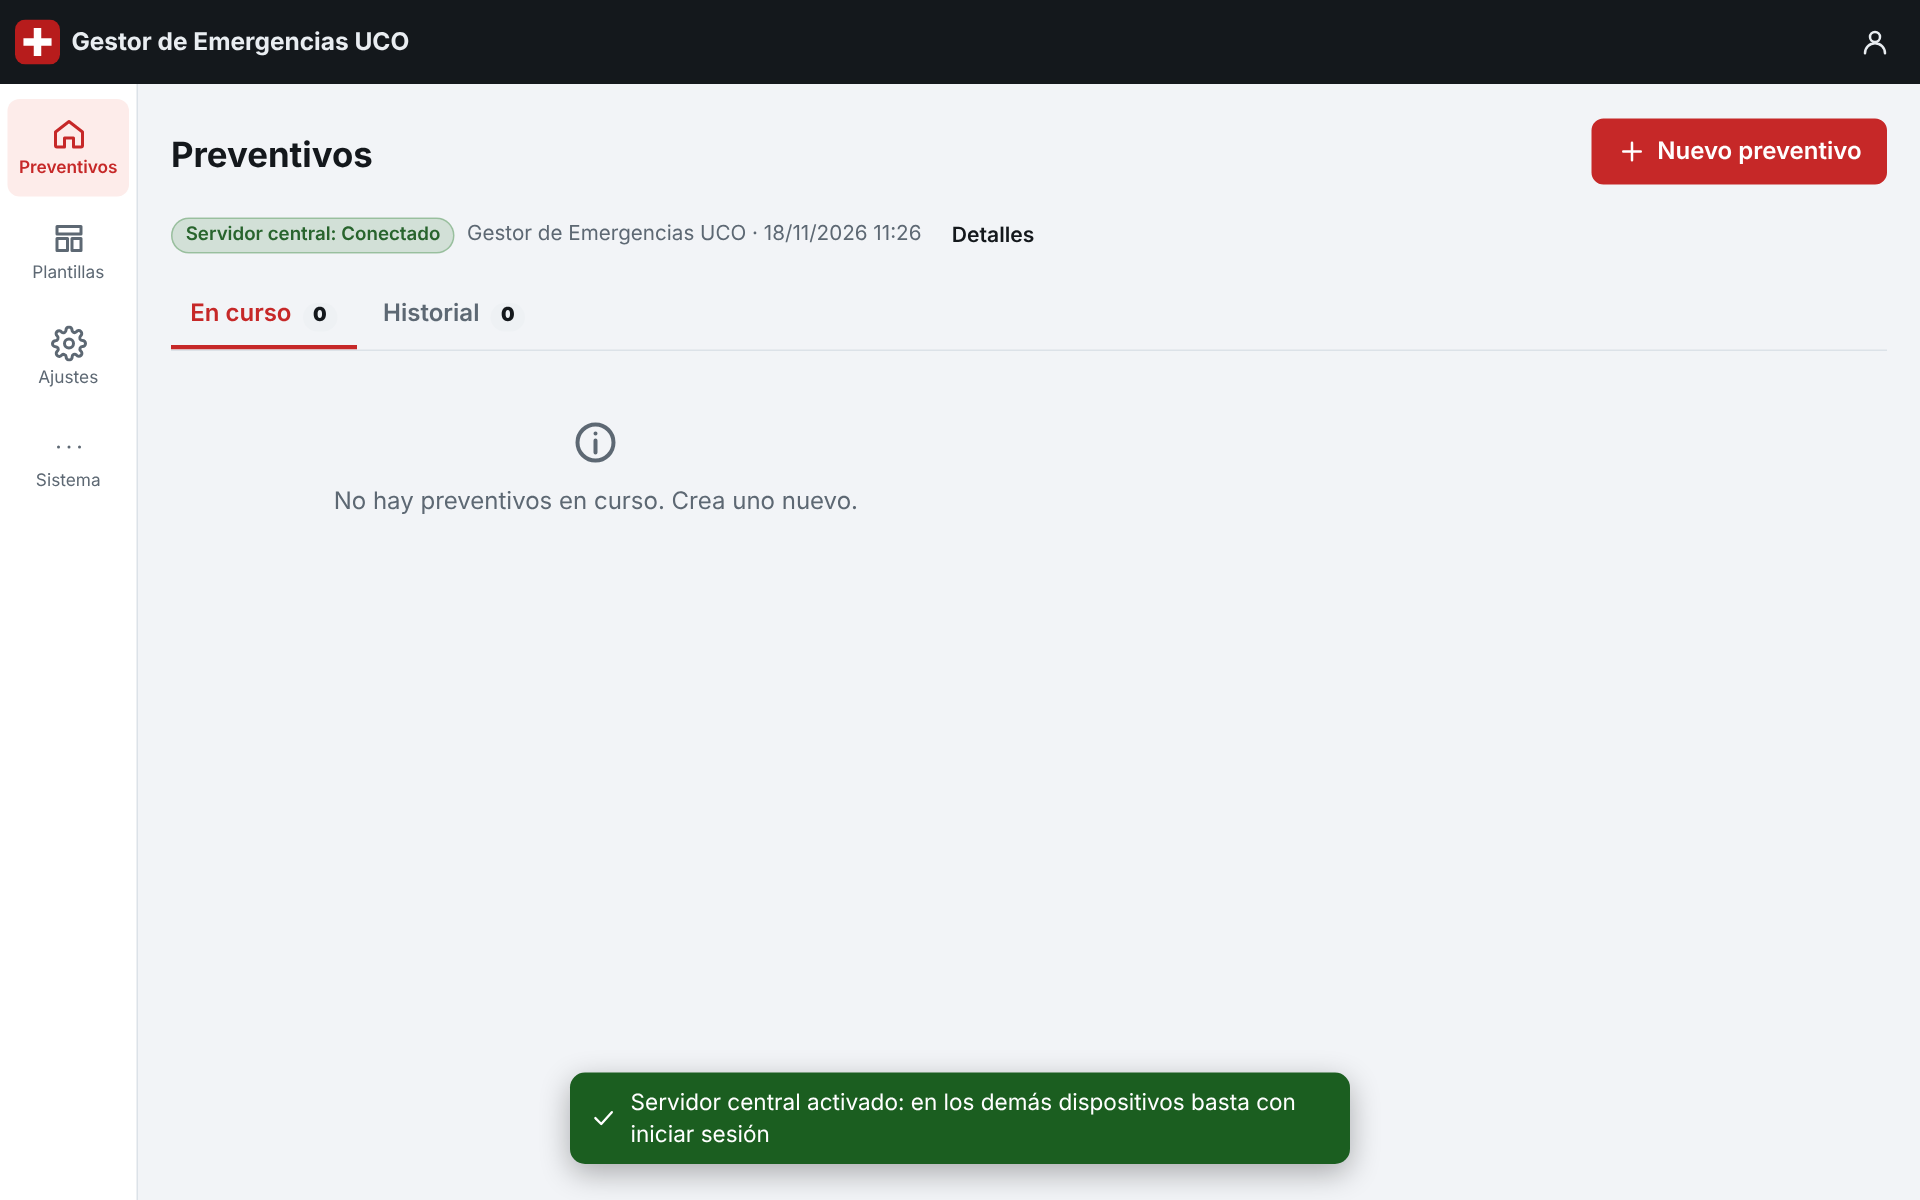 Gestor de Emergencias UCO
Preventivos
Plantillas
Ajustes
Sistema
Preventivos
+ Nuevo preventivo
Servidor central: Conectado
Gestor de Emergencias UCO · 18/11/2026 11:26
Detalles
En curso 0
Historial 0
No hay preventivos en curso. Crea uno nuevo.
Servidor central activado: en los demás dispositivos basta con
iniciar sesión